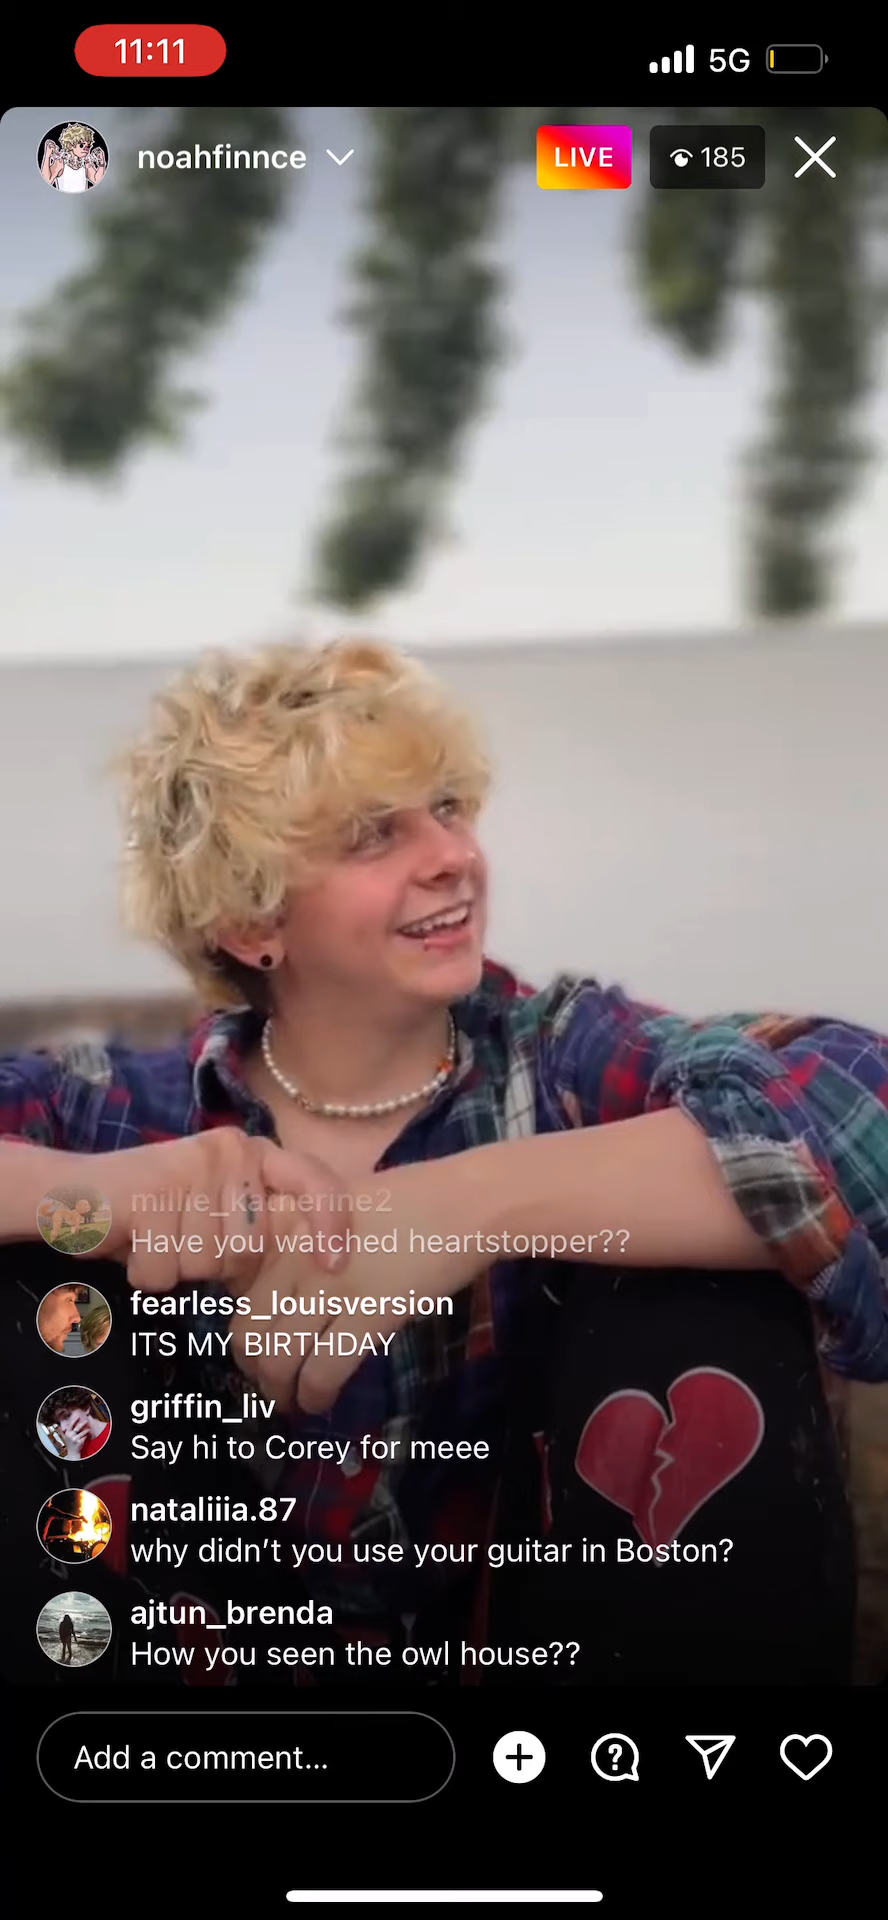 11:11
5G
noahfinnce
LIVE
185
millie_katherine2
Have you watched heartstopper??
fearless_louisversion
ITS MY BIRTHDAY
griffin_liv
Say hi to Corey for meee
nataliiia.87
why didn’t you use your guitar in Boston?
ajtun_brenda
How you seen the owl house??
Add a comment...